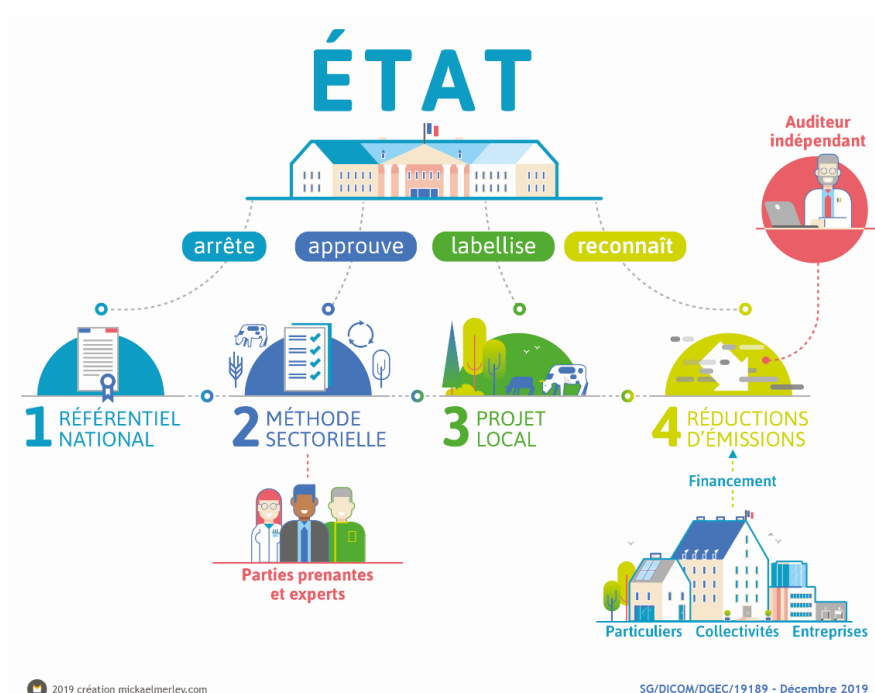 ÉTAT
Auditeur
indépendant
arrête
approuve
labellise
reconnaît
1 RÉFÉRENTIEL
NATIONAL
2 MÉTHODE
SECTORIELLE
3 PROJET
LOCAL
4 RÉDUCTIONS
D'ÉMISSIONS
Financement
Parties prenantes
et experts
Particuliers
Collectivités
Entreprises
2019 création mickaelmerley.com
SG/DICOM/DGEC/19189 - Décembre 2019